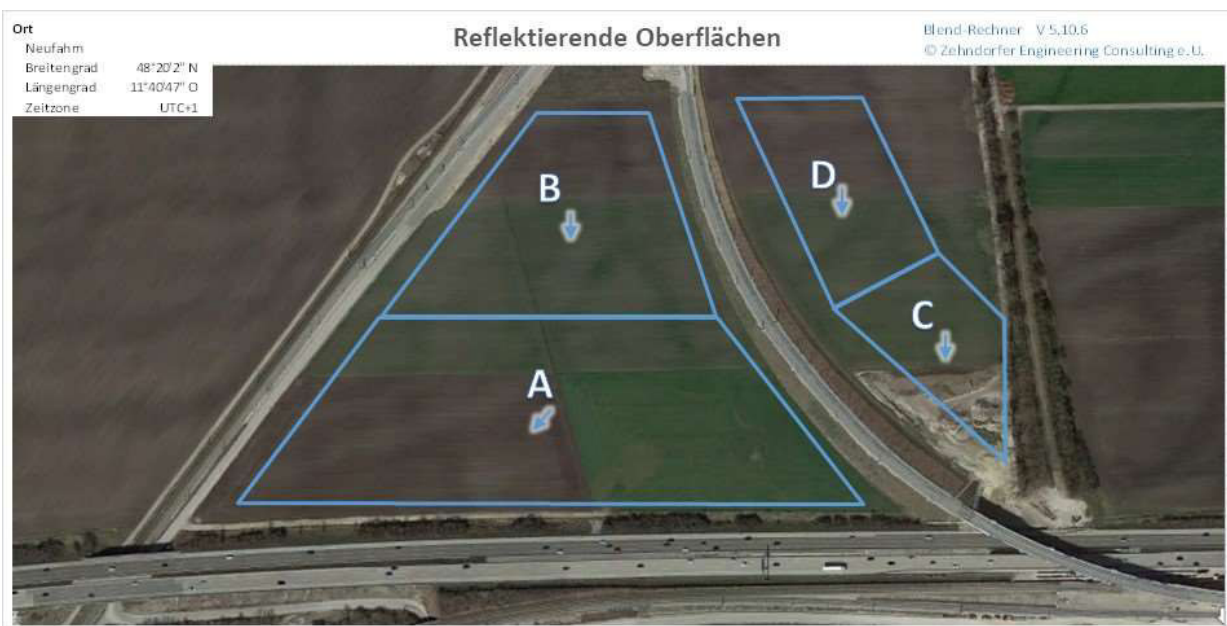 Ort
Neufahrn
Breitengrad 48°20'2" N
Längengrad 11°40'47" O
Zeitzone UTC+1
Reflektierende Oberflächen
Blend-Rechner V 5.10.6
© Zehndorfer Engineering Consulting e. U.
B
D
C
A